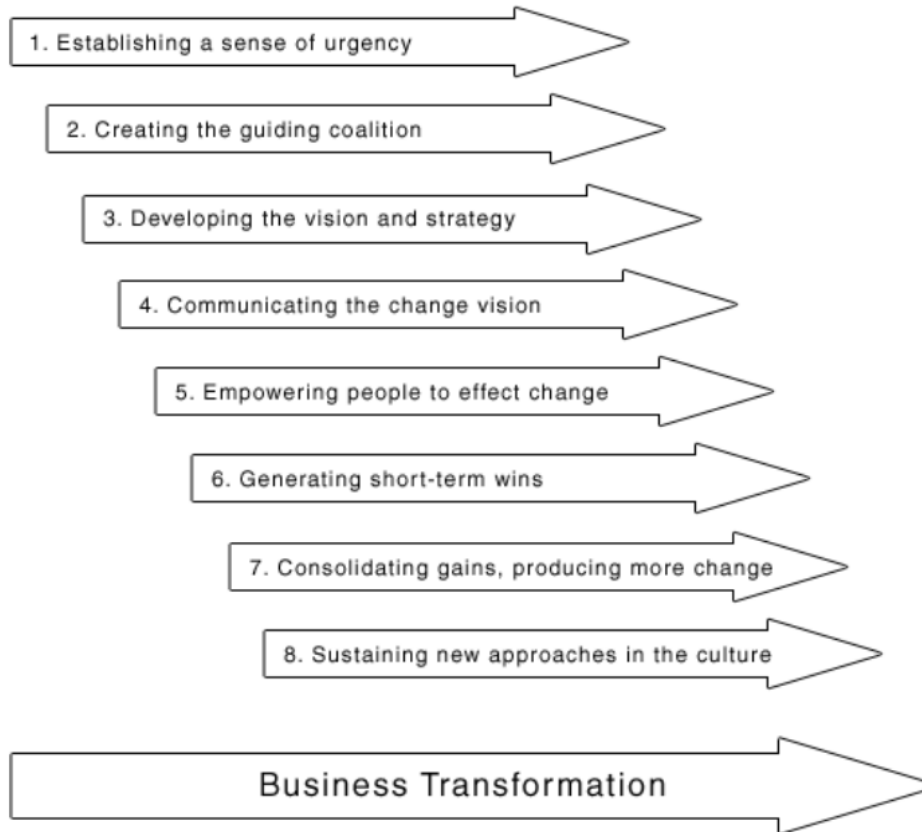 1. Establishing a sense of urgency
2. Creating the guiding coalition
3. Developing the vision and strategy
4. Communicating the change vision
5. Empowering people to effect change
6. Generating short-term wins
7. Consolidating gains, producing more change
8. Sustaining new approaches in the culture
Business Transformation